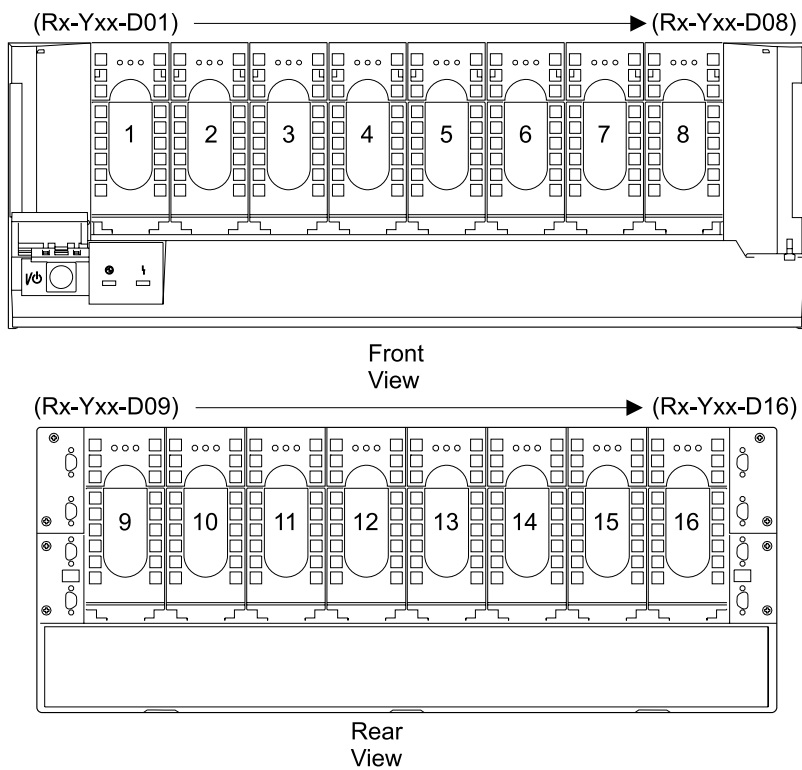 (Rx-Yxx-D01) (Rx-Yxx-D08)
1 2 3 4 5 6 7 8
Front
View
(Rx-Yxx-D09) (Rx-Yxx-D16)
9 10 11 12 13 14 15 16
Rear
View